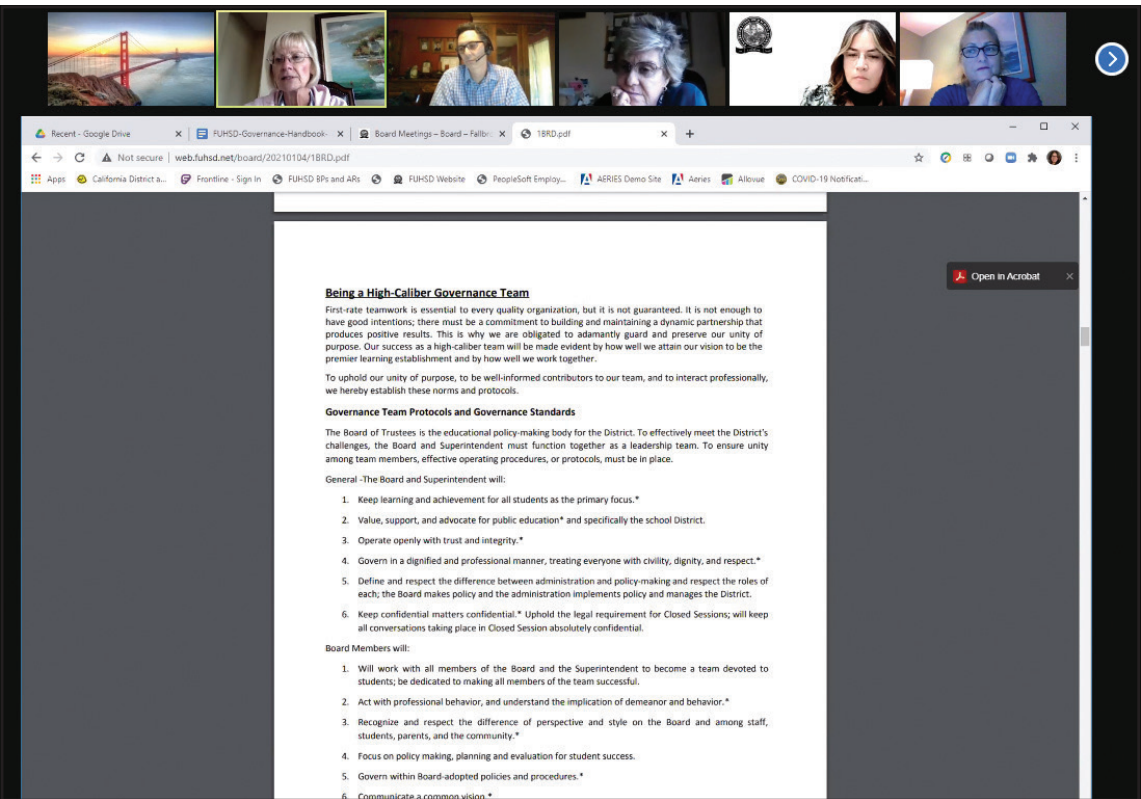 Recent - Google Drive
FUHSD-Governance-Handbook-
Board Meetings – Board – Fallbr
18RD.pdf
Not secure | web.fuhsd.net/board/20210104/18RD.pdf
Apps California District a... Frontline - Sign In FUHSD BPs and ARs FUHSD Website PeopleSoft Employ... AERIES Demo Site Aeries Allovue COVID-19 Notificati...
Open in Acrobat
Being a High-Caliber Governance Team
First-rate teamwork is essential to every quality organization, but it is not guaranteed. It is not enough to
have good intentions; there must be a commitment to building and maintaining a dynamic partnership that
produces positive results. This is why we are obligated to adamantly guard and preserve our unity of
purpose. Our success as a high-caliber team will be made evident by how well we attain our vision to be the
premier learning establishment and by how well we work together.
To uphold our unity of purpose, to be well-informed contributors to our team, and to interact professionally,
we hereby establish these norms and protocols.
Governance Team Protocols and Governance Standards
The Board of Trustees is the educational policy-making body for the District. To effectively meet the District's
challenges, the Board and Superintendent must function together as a leadership team. To ensure unity
among team members, effective operating procedures, or protocols, must be in place.
General -The Board and Superintendent will:
1. Keep learning and achievement for all students as the primary focus.*
2. Value, support, and advocate for public education* and specifically the school District.
3. Operate openly with trust and integrity.*
4. Govern in a dignified and professional manner, treating everyone with civility, dignity, and respect.*
5. Define and respect the difference between administration and policy-making and respect the roles of
each; the Board makes policy and the administration implements policy and manages the District.
6. Keep confidential matters confidential.* Uphold the legal requirement for Closed Sessions; will keep
all conversations taking place in Closed Session absolutely confidential.
Board Members will:
1. Will work with all members of the Board and the Superintendent to become a team devoted to
students; be dedicated to making all members of the team successful.
2. Act with professional behavior, and understand the implication of demeanor and behavior.*
3. Recognize and respect the difference of perspective and style on the Board and among staff,
students, parents, and the community.*
4. Focus on policy making, planning and evaluation for student success.
5. Govern within Board-adopted policies and procedures.*
6. Communicate a common vision.*